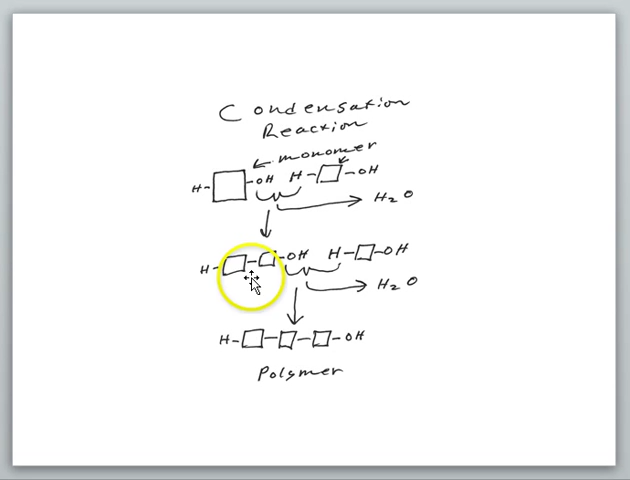 Condensation
Reaction
monomer
H-□-OH H-□-OH
H2O
H-□-□-OH H-□-OH
H2O
H-□-□-□-OH
Polymer